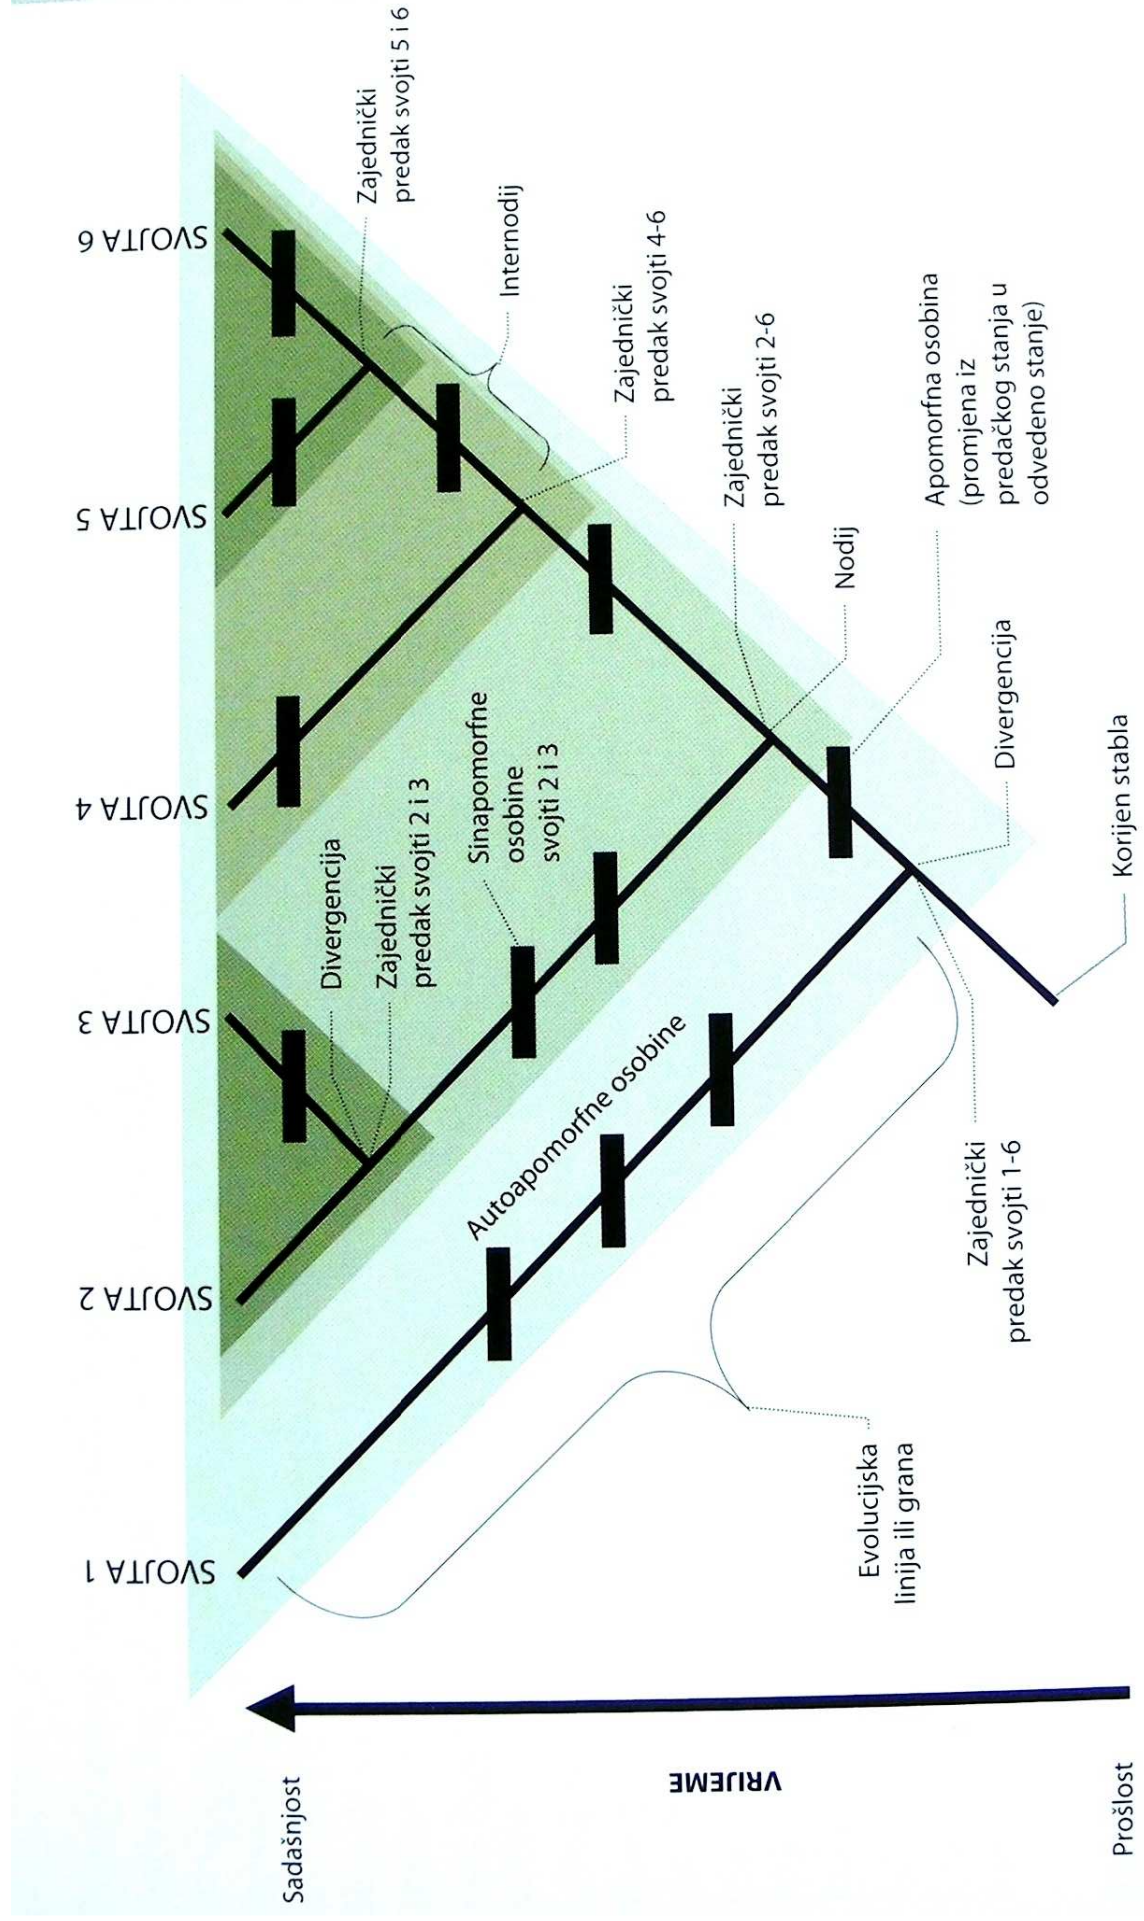 SVOJTA 1
SVOJTA 2
SVOJTA 3
SVOJTA 4
SVOJTA 5
SVOJTA 6
Sadašnjost
VRIJEME
Prošlost
Divergencija
Zajednički
predak svojti 2 i 3
Sinapomorfne
osobine
svojti 2 i 3
Autoapomorfne osobine
Zajednički
predak svojti 5 i 6
Internodij
Zajednički
predak svojti 4-6
Zajednički
predak svojti 2-6
Nodij
Apomorfna osobina
(promjena iz
predačkog stanja u
odvedeno stanje)
Divergencija
Korijen stabla
Evolucijska
linija ili grana
Zajednički
predak svojti 1-6